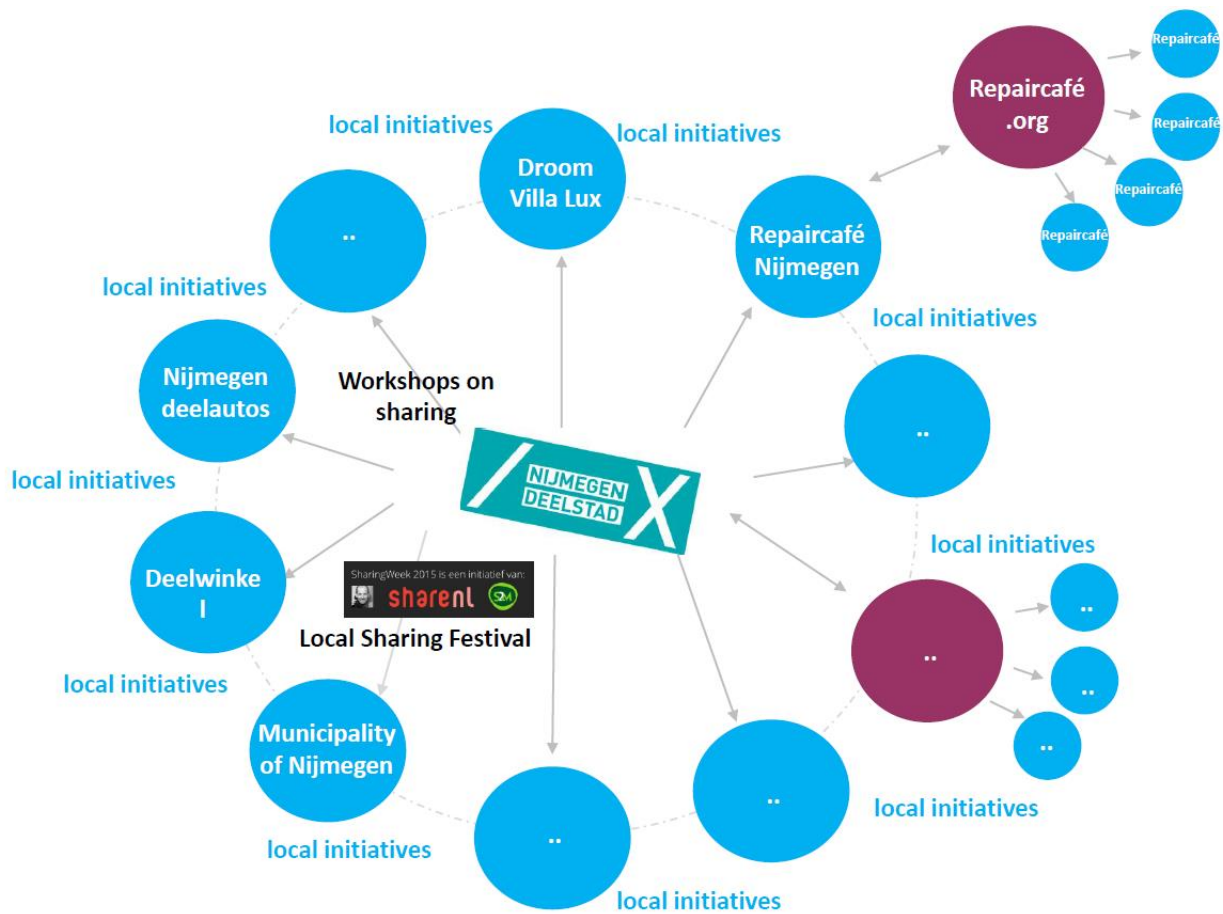 Repaircafé
Repaircafé
.org
Repaircafé
Repaircafé
Repaircafé
local initiatives
local initiatives
Droom
Villa Lux
..
Repaircafé
Nijmegen
local initiatives
local initiatives
Nijmegen
deelautos
Workshops on
sharing
..
NIJMEGEN
DEELSTAD
local initiatives
local initiatives
Deelwinke
l
SharingWeek 2015 is een initiatief van:
sharenl
S2M
Local Sharing Festival
..
..
..
..
local initiatives
Municipality
of Nijmegen
..
..
local initiatives
local initiatives
local initiatives